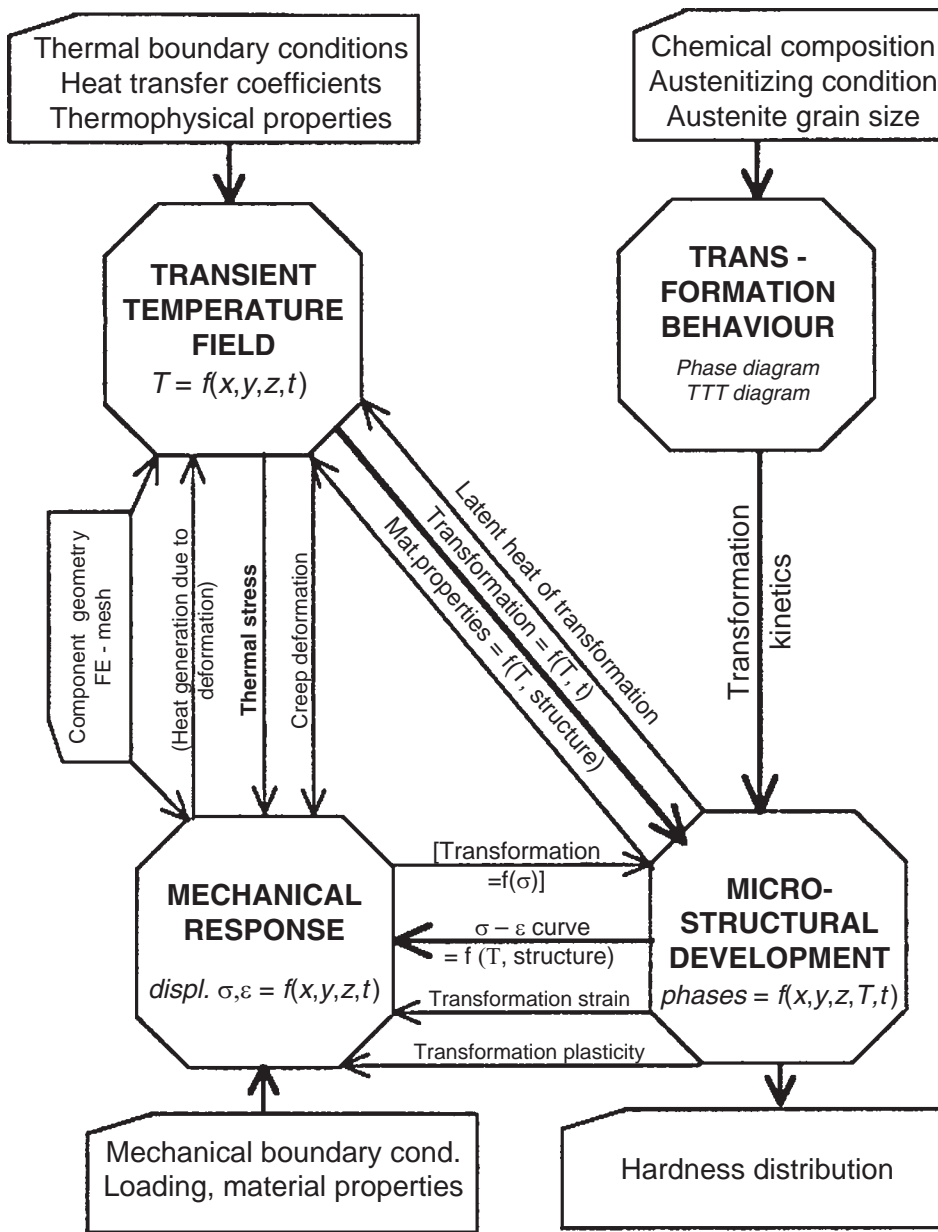 Thermal boundary conditions
Heat transfer coefficients
Thermophysical properties
Chemical composition
Austenitizing condition
Austenite grain size
TRANSIENT
TEMPERATURE
FIELD
T = f(x,y,z,t)
TRANS -
FORMATION
BEHAVIOUR
Phase diagram
TTT diagram
Component geometry
FE - mesh
(Heat generation due to
deformation)
Thermal stress
Creep deformation
Latent heat of transformation
Transformation = f(T, t)
Mat.properties = f(T, structure)
Transformation
kinetics
MECHANICAL
RESPONSE
displ. σ,ε = f(x,y,z,t)
[Transformation
=f(σ)]
σ – ε curve
= f (T, structure)
Transformation strain
Transformation plasticity
MICRO-
STRUCTURAL
DEVELOPMENT
phases = f(x,y,z,T,t)
Mechanical boundary cond.
Loading, material properties
Hardness distribution